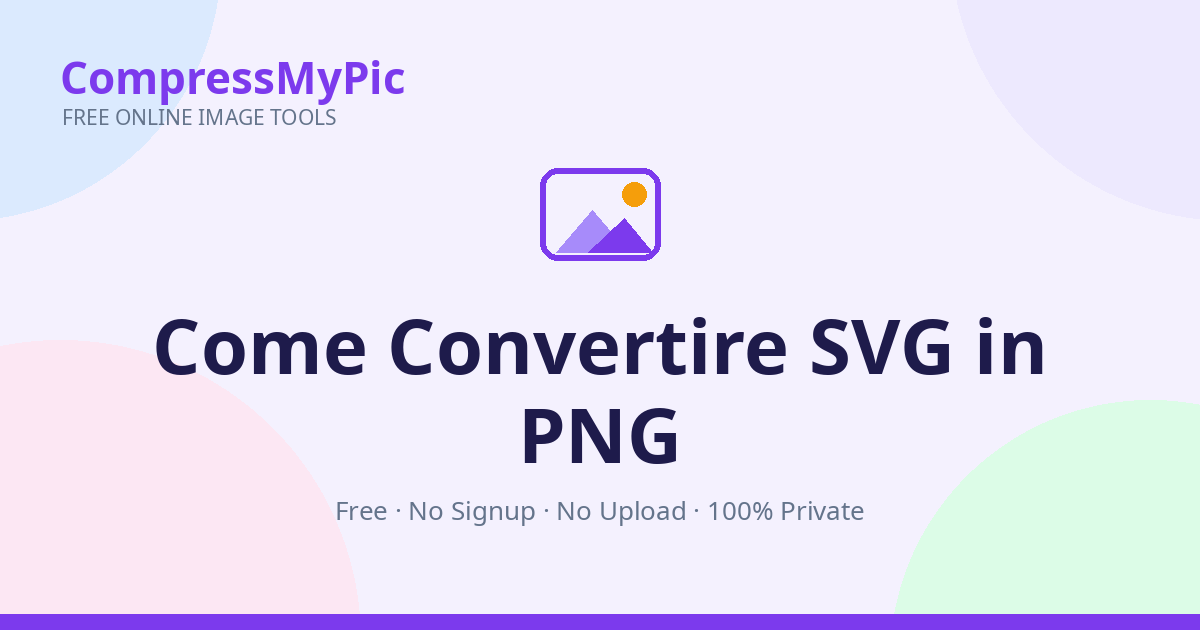 CompressMyPic
FREE ONLINE IMAGE TOOLS
Come Convertire SVG in
PNG
Free · No Signup · No Upload · 100% Private